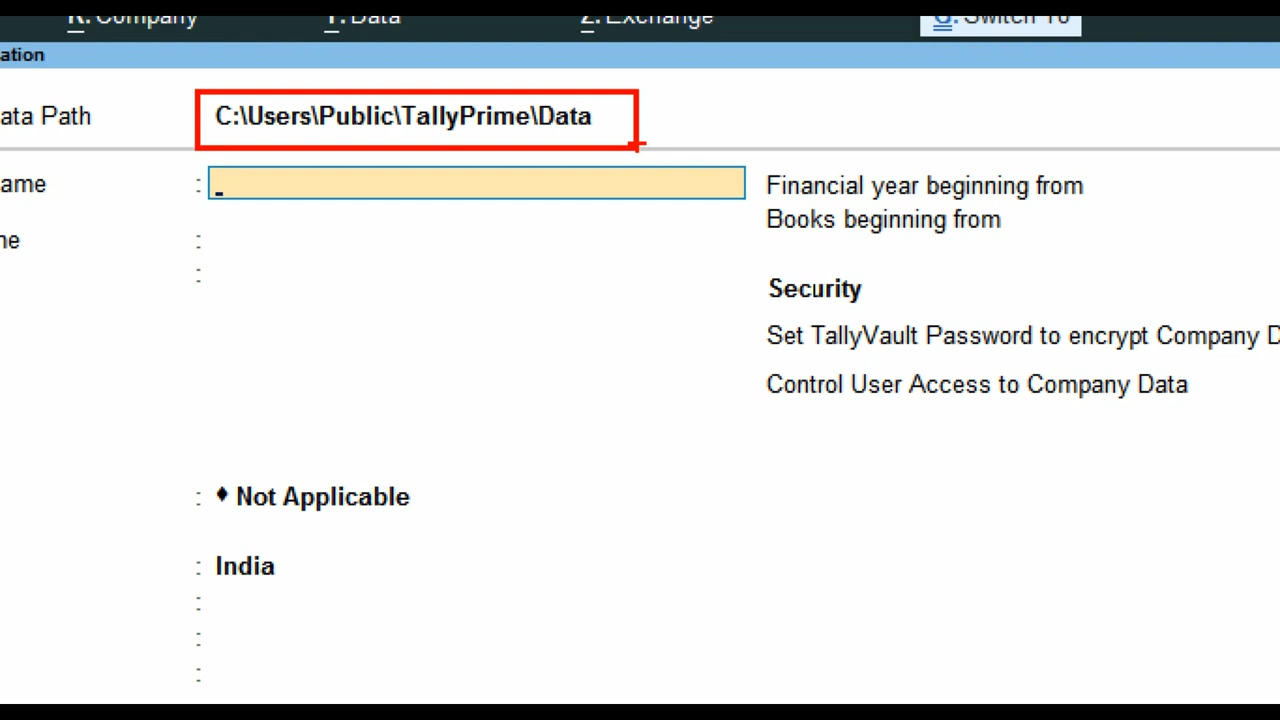 K: Company Y: Data Z: Exchange G: Switch To
ation
ata Path C:\Users\Public\TallyPrime\Data
ame :
Financial year beginning from
ne :
Books beginning from
:
Security
Set TallyVault Password to encrypt Company D
Control User Access to Company Data
: ♦ Not Applicable
: India
:
:
: